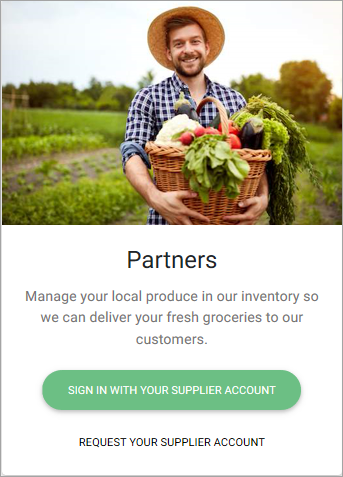 Partners
Manage your local produce in our inventory so
we can deliver your fresh groceries to our
customers.
SIGN IN WITH YOUR SUPPLIER ACCOUNT
REQUEST YOUR SUPPLIER ACCOUNT